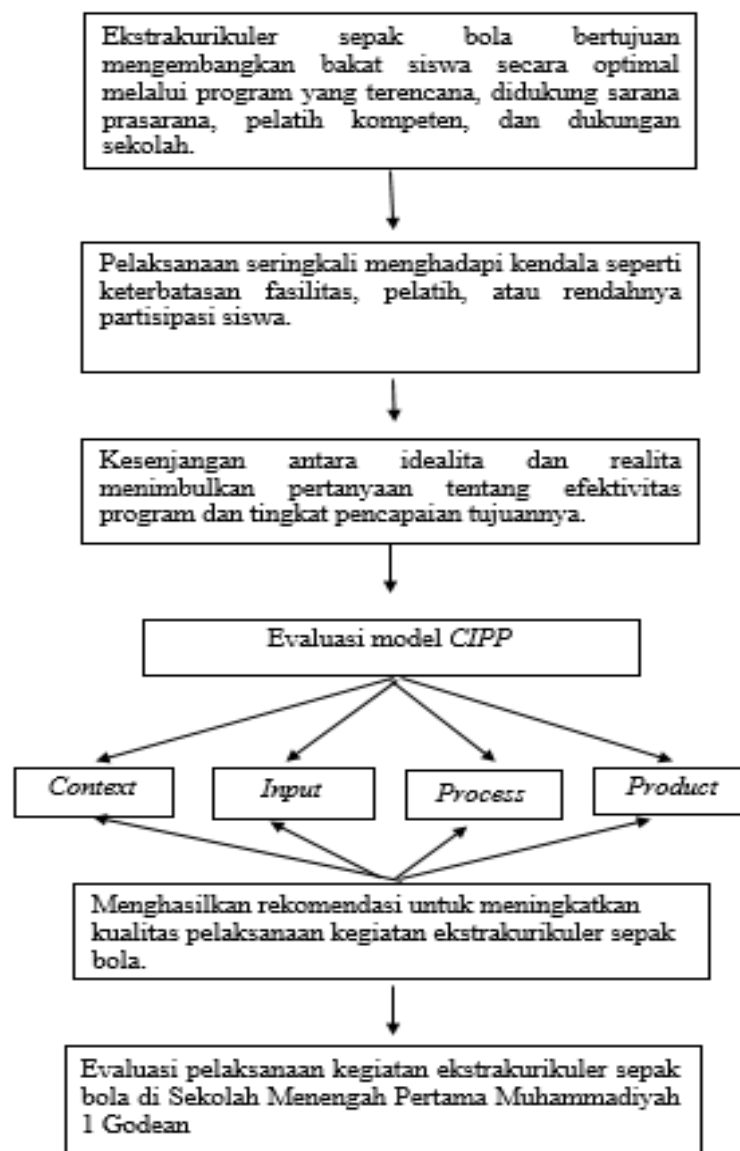 Ekstrakurikuler sepak bola bertujuan
mengembangkan bakat siswa secara optimal
melalui program yang terencana, didukung sarana
prasarana, pelatih kompeten, dan dukungan
sekolah.
Pelaksanaan seringkali menghadapi kendala seperti
keterbatasan fasilitas, pelatih, atau rendahnya
partisipasi siswa.
Kesenjangan antara idealita dan realita
menimbulkan pertanyaan tentang efektivitas
program dan tingkat pencapaian tujuannya.
Evaluasi model CIPP
Context
Input
Process
Product
Menghasilkan rekomendasi untuk meningkatkan
kualitas pelaksanaan kegiatan ekstrakurikuler sepak
bola.
Evaluasi pelaksanaan kegiatan ekstrakurikuler sepak
bola di Sekolah Menengah Pertama Muhammadiyah
1 Godean